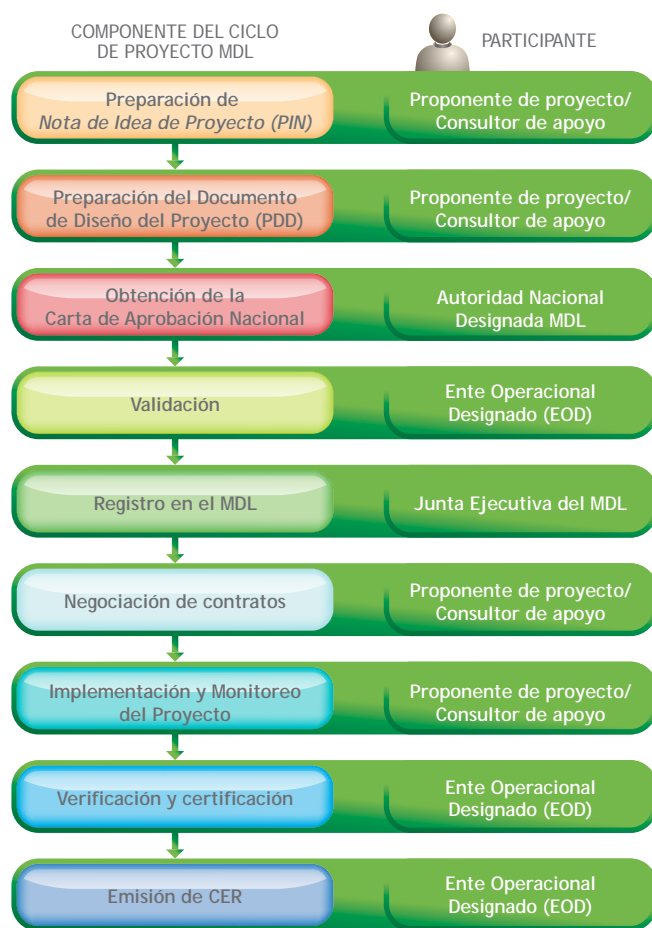 COMPONENTE DEL CICLO
DE PROYECTO MDL
PARTICIPANTE
Preparación de
Nota de Idea de Proyecto (PIN)
Proponente de proyecto/
Consultor de apoyo
Preparación del Documento
de Diseño del Proyecto (PDD)
Proponente de proyecto/
Consultor de apoyo
Obtención de la
Carta de Aprobación Nacional
Autoridad Nacional
Designada MDL
Validación
Ente Operacional
Designado (EOD)
Registro en el MDL
Junta Ejecutiva del MDL
Negociación de contratos
Proponente de proyecto/
Consultor de apoyo
Implementación y Monitoreo
del Proyecto
Proponente de proyecto/
Consultor de apoyo
Verificación y certificación
Ente Operacional
Designado (EOD)
Emisión de CER
Ente Operacional
Designado (EOD)